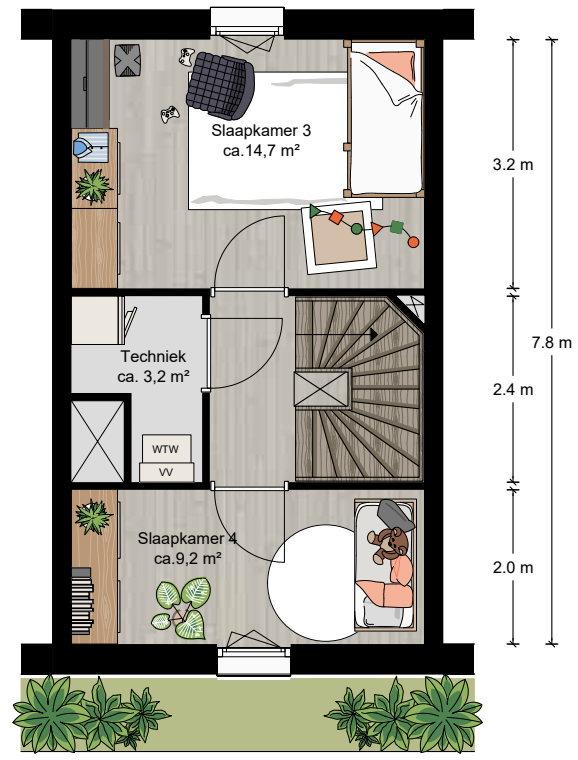 Slaapkamer 3
ca.14,7 m²
3.2 m
7.8 m
Techniek
ca. 3,2 m²
2.4 m
WTW
VV
Slaapkamer 4
ca.9,2 m²
2.0 m